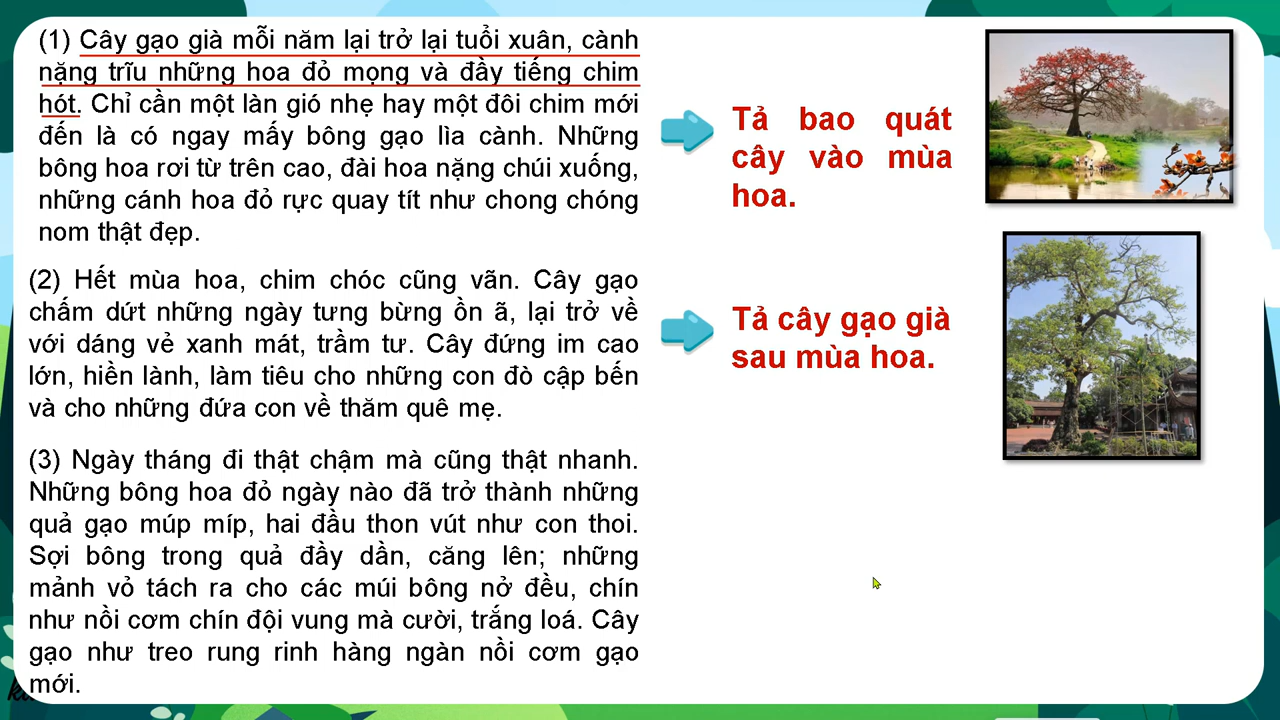 (1) Cây gạo già mỗi năm lại trở lại tuổi xuân, cành
nặng trĩu những hoa đỏ mọng và đầy tiếng chim
hót. Chỉ cần một làn gió nhẹ hay một đôi chim mới
đến là có ngay mấy bông gạo lìa cành. Những
bông hoa rơi từ trên cao, đài hoa nặng chúi xuống,
những cánh hoa đỏ rực quay tít như chong chóng
nom thật đẹp.
Tả bao quát
cây vào mùa
hoa.
(2) Hết mùa hoa, chim chóc cũng vãn. Cây gạo
chấm dứt những ngày tưng bừng ồn ã, lại trở về
với dáng vẻ xanh mát, trầm tư. Cây đứng im cao
lớn, hiền lành, làm tiêu cho những con đò cập bến
và cho những đứa con về thăm quê mẹ.
Tả cây gạo già
sau mùa hoa.
(3) Ngày tháng đi thật chậm mà cũng thật nhanh.
Những bông hoa đỏ ngày nào đã trở thành những
quả gạo múp míp, hai đầu thon vút như con thoi.
Sợi bông trong quả đầy dần, căng lên; những
mảnh vỏ tách ra cho các múi bông nở đều, chín
như nồi cơm chín đội vung mà cười, trắng loá. Cây
gạo như treo rung rinh hàng ngàn nồi cơm gạo
mới.